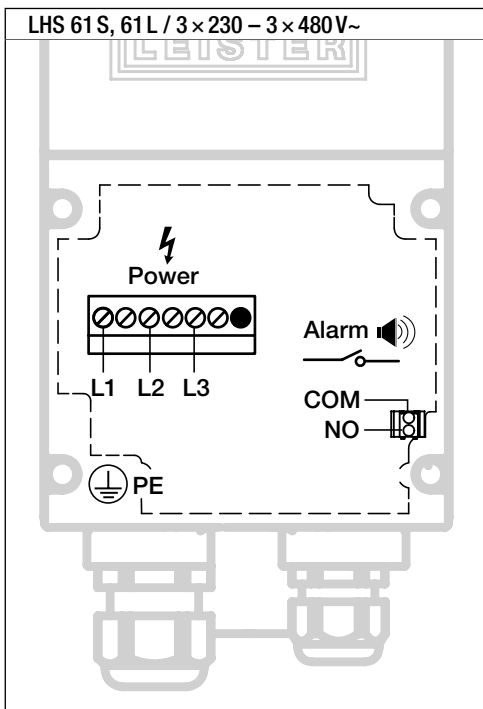 LHS 61 S, 61 L / 3 × 230 – 3 × 480 V~
LEISTER
Power
L1 L2 L3
Alarm
COM
NO
PE